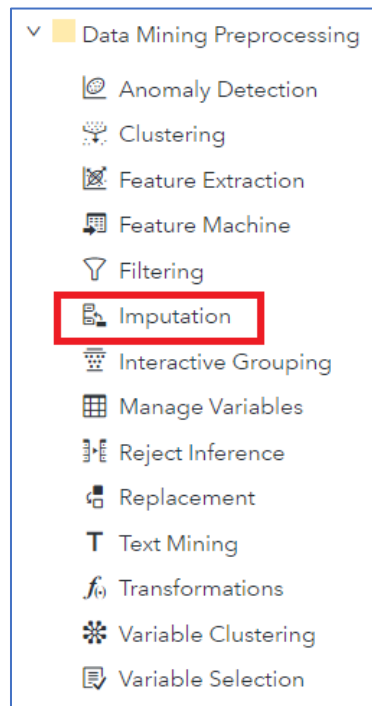 Data Mining Preprocessing
Anomaly Detection
Clustering
Feature Extraction
Feature Machine
Filtering
Imputation
Interactive Grouping
Manage Variables
Reject Inference
Replacement
T Text Mining
f(x) Transformations
Variable Clustering
Variable Selection